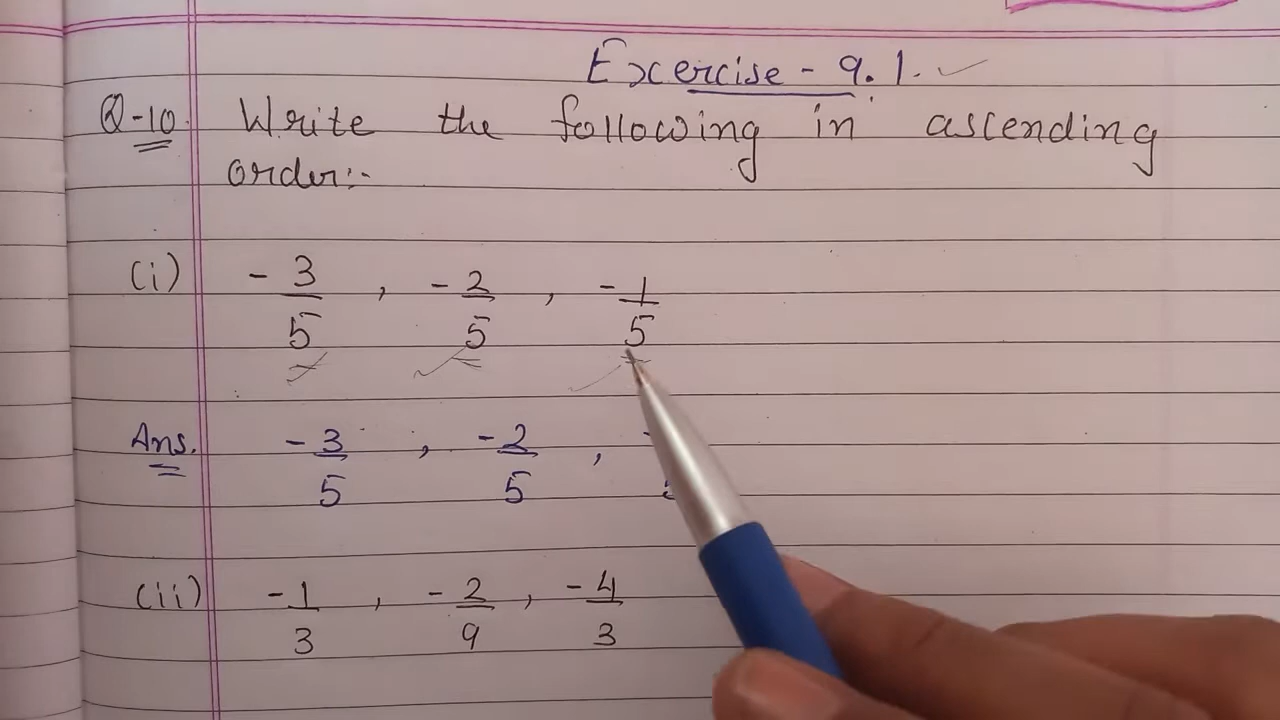 Excercise - 9.1.
Q-10. Write the following in ascending
order:-
(i) -3/5 , -2/5 , -1/5
Ans. -3/5 , -2/5 ,
(ii) -1/3 , -2/9 , -4/3